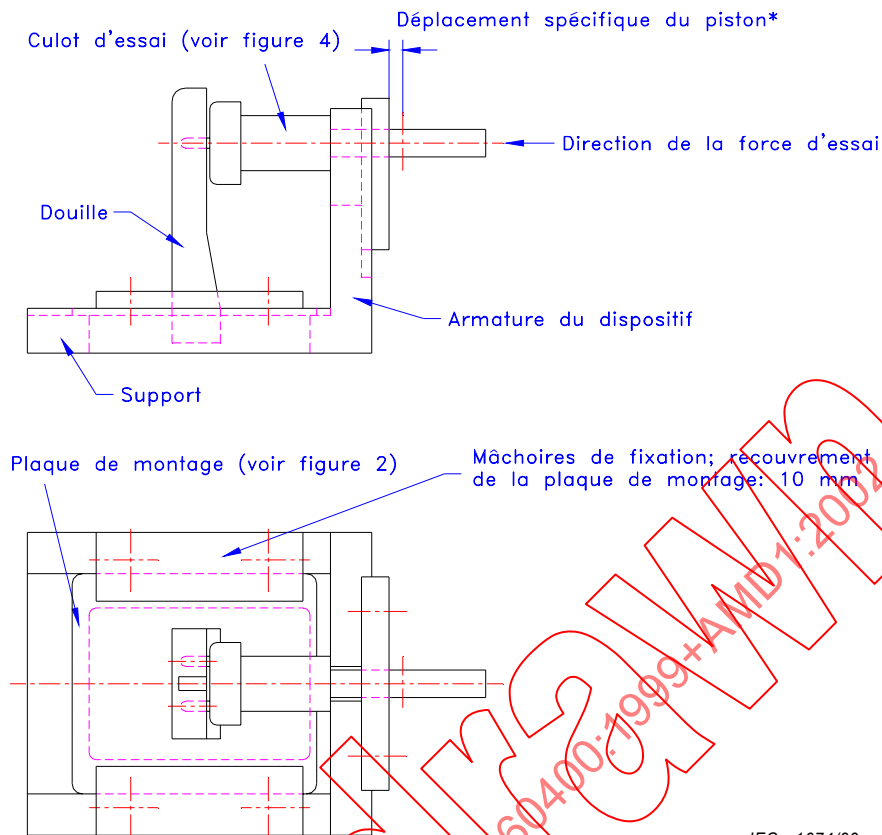 Déplacement spécifique du piston*
Culot d'essai (voir figure 4)
Direction de la force d'essai
Douille
Armature du dispositif
Support
Plaque de montage (voir figure 2)
Mâchoires de fixation; recouvrement
de la plaque de montage: 10 mm
60400:1999+AMD1:2002
drawn